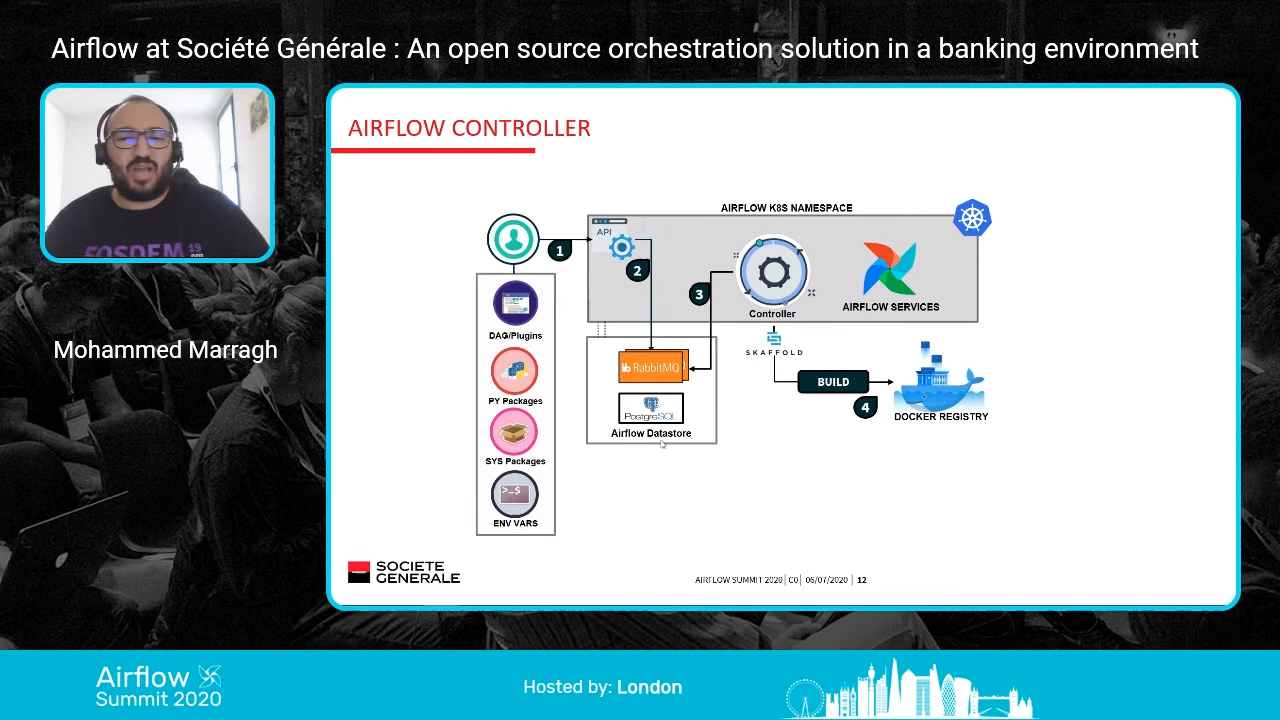 Airflow at Société Générale : An open source orchestration solution in a banking environment
FOSDEM 19
Mohammed Marragh
AIRFLOW CONTROLLER
AIRFLOW K8S NAMESPACE
API
1
2
3
Controller
AIRFLOW SERVICES
DAG/Plugins
PY Packages
SYS Packages
>_$
ENV VARS
RabbitMQ
PostgreSQL
Airflow Datastore
SKAFFOLD
BUILD
4
DOCKER REGISTRY
SOCIETE
GENERALE
AIRFLOW SUMMIT 2020 | C0 | 06/07/2020 | 12
Airflow
Summit 2020
Hosted by: London